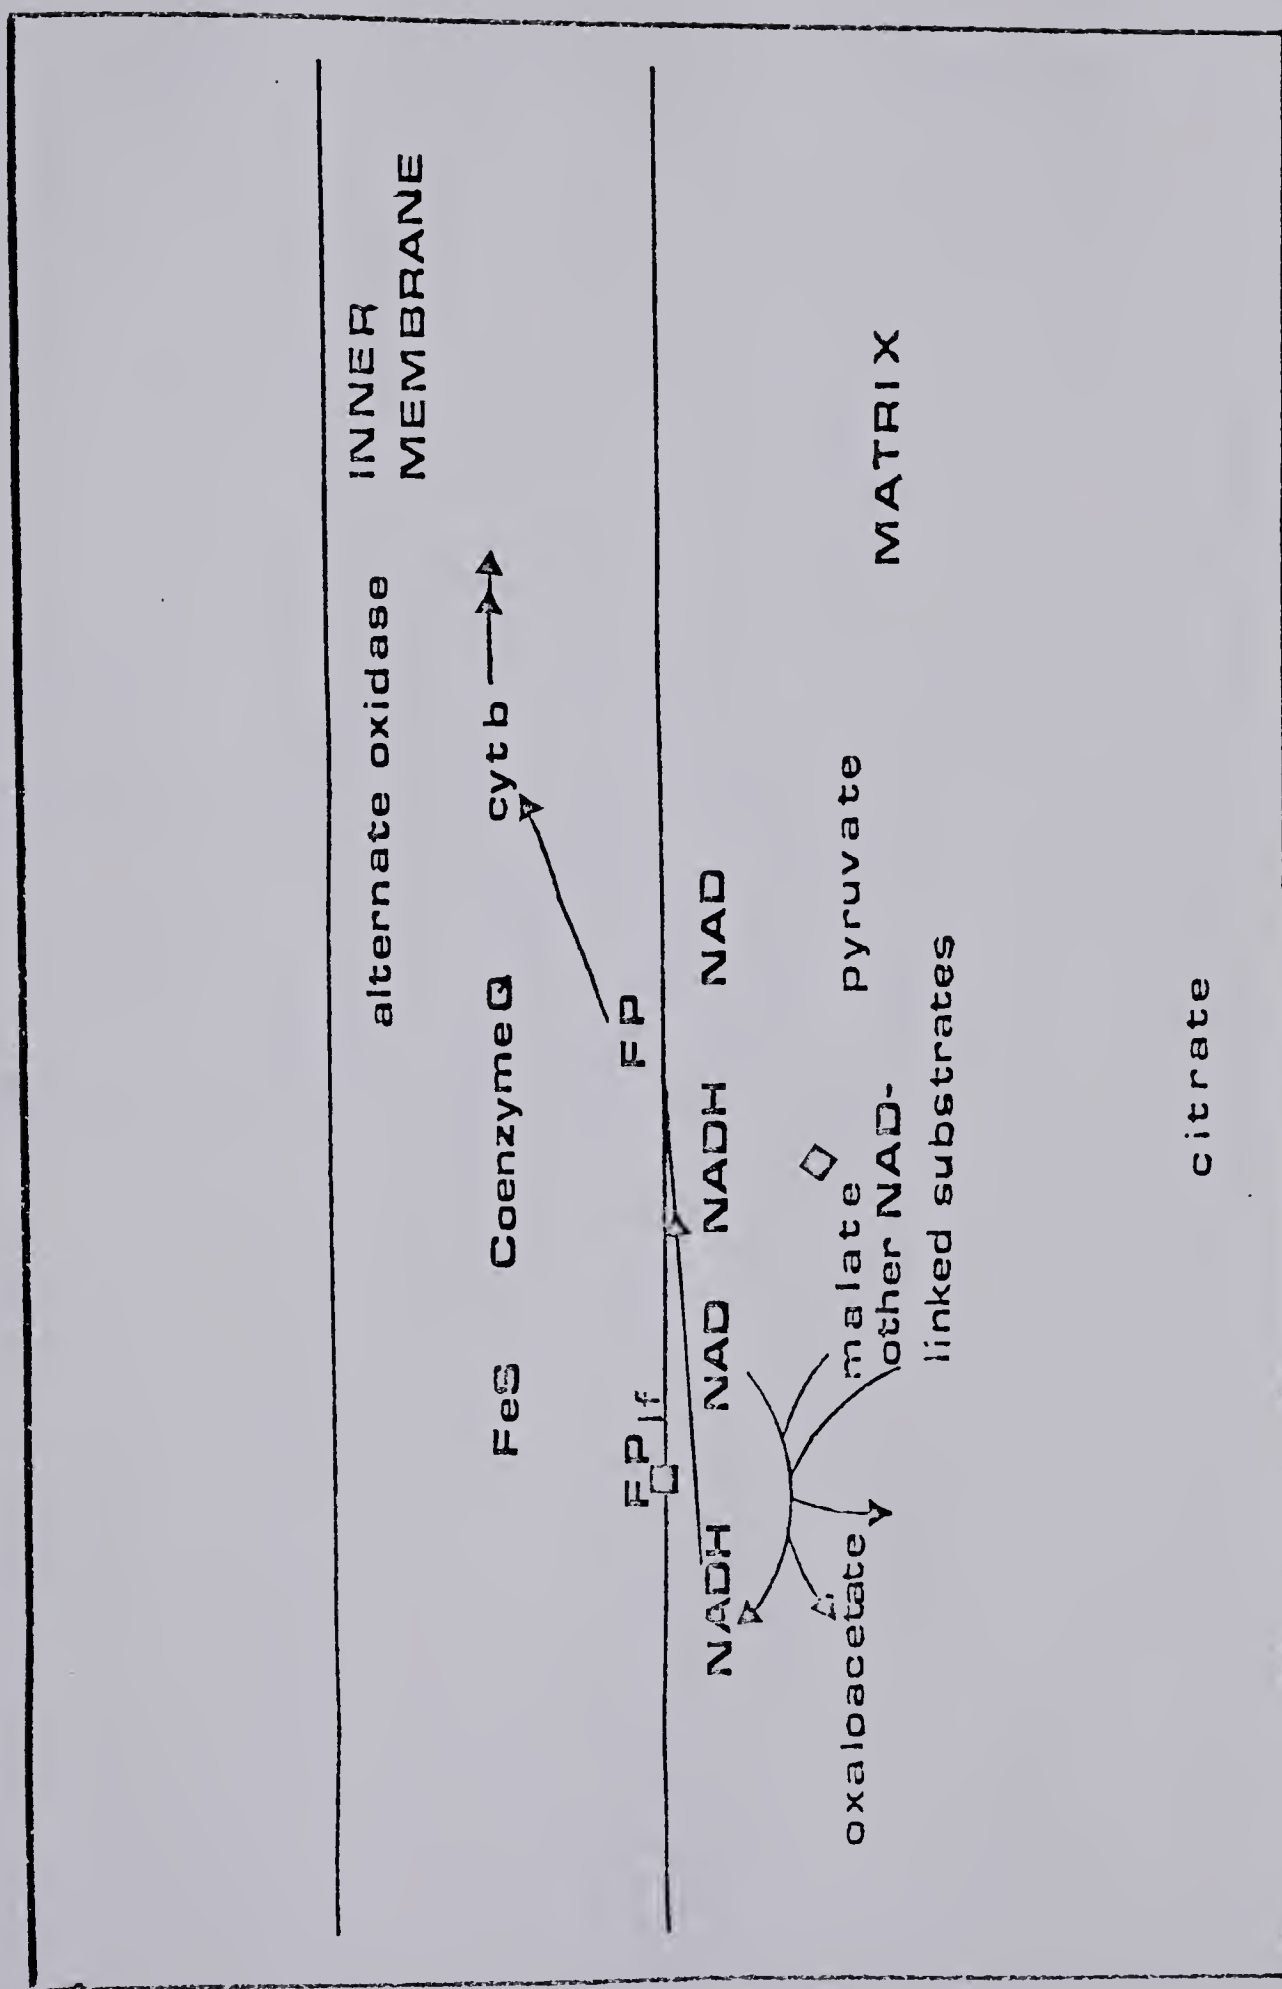 INNER
MEMBRANE
alternate oxidase
FeS Coenzyme Q cyt b
FPlf FP
NADH NAD NADH NAD
oxaloacetate malate pyruvate
other NAD-
linked substrates
MATRIX
citrate